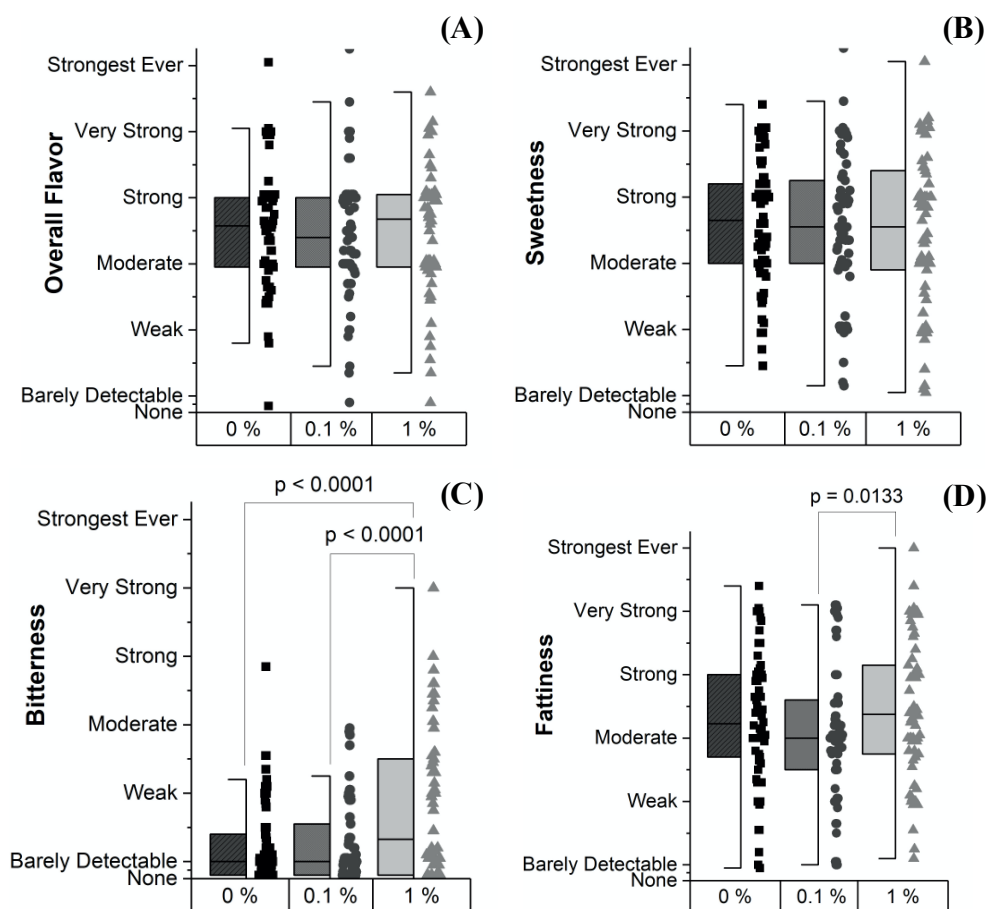 (A)
Overall Flavor
Strongest Ever
Very Strong
Strong
Moderate
Weak
Barely Detectable
None
0 % 0.1 % 1 %
(B)
Sweetness
Strongest Ever
Very Strong
Strong
Moderate
Weak
Barely Detectable
None
0 % 0.1 % 1 %
(C)
p < 0.0001
p < 0.0001
Bitterness
Strongest Ever
Very Strong
Strong
Moderate
Weak
Barely Detectable
None
0 % 0.1 % 1 %
(D)
p = 0.0133
Fattiness
Strongest Ever
Very Strong
Strong
Moderate
Weak
Barely Detectable
None
0 % 0.1 % 1 %